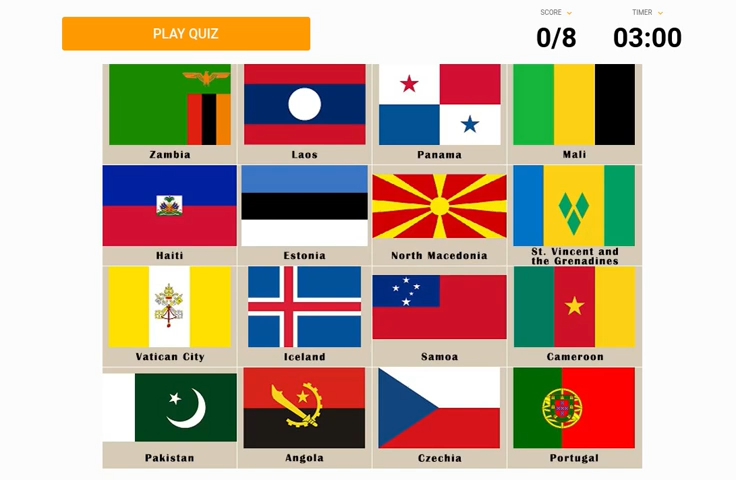 PLAY QUIZ
SCORE
TIMER
0/8
03:00
Zambia
Laos
Panama
Mali
Haiti
Estonia
North Macedonia
St. Vincent and
the Grenadines
Vatican City
Iceland
Samoa
Cameroon
Pakistan
Angola
Czechia
Portugal